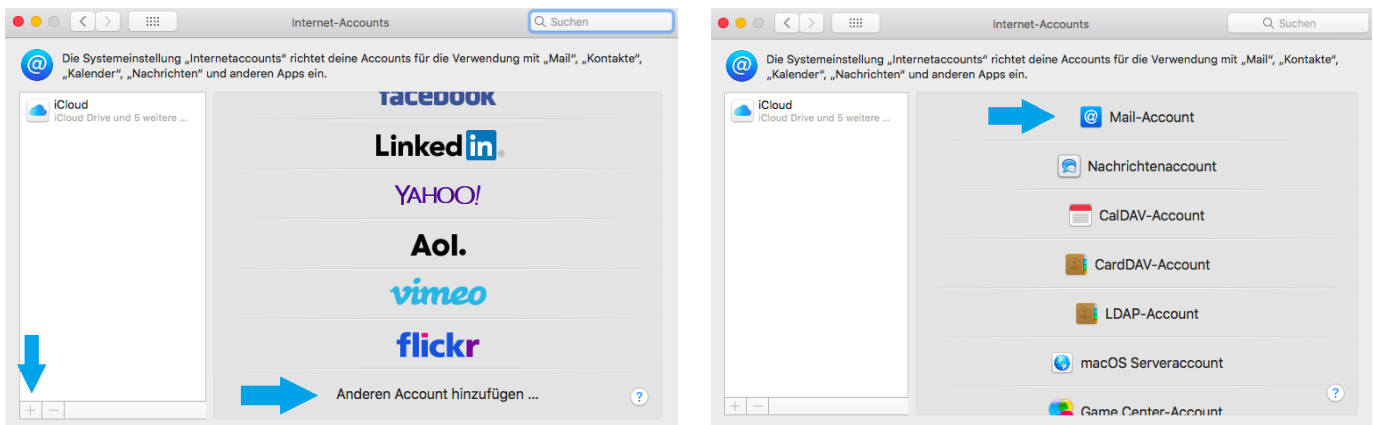 Internet-Accounts
Suchen
Die Systemeinstellung „Internetaccounts“ richtet deine Accounts für die Verwendung mit „Mail“, „Kontakte“,
„Kalender“, „Nachrichten“ und anderen Apps ein.
iCloud
iCloud Drive und 5 weitere ...
facebook
Linked in®
YAHOO!
Aol.
vimeo
flickr
Anderen Account hinzufügen ...
?
Internet-Accounts
Suchen
Die Systemeinstellung „Internetaccounts“ richtet deine Accounts für die Verwendung mit „Mail“, „Kontakte“,
„Kalender“, „Nachrichten“ und anderen Apps ein.
iCloud
iCloud Drive und 5 weitere ...
Mail-Account
Nachrichtenaccount
CalDAV-Account
CardDAV-Account
LDAP-Account
macOS Serveraccount
?
Game Center-Account